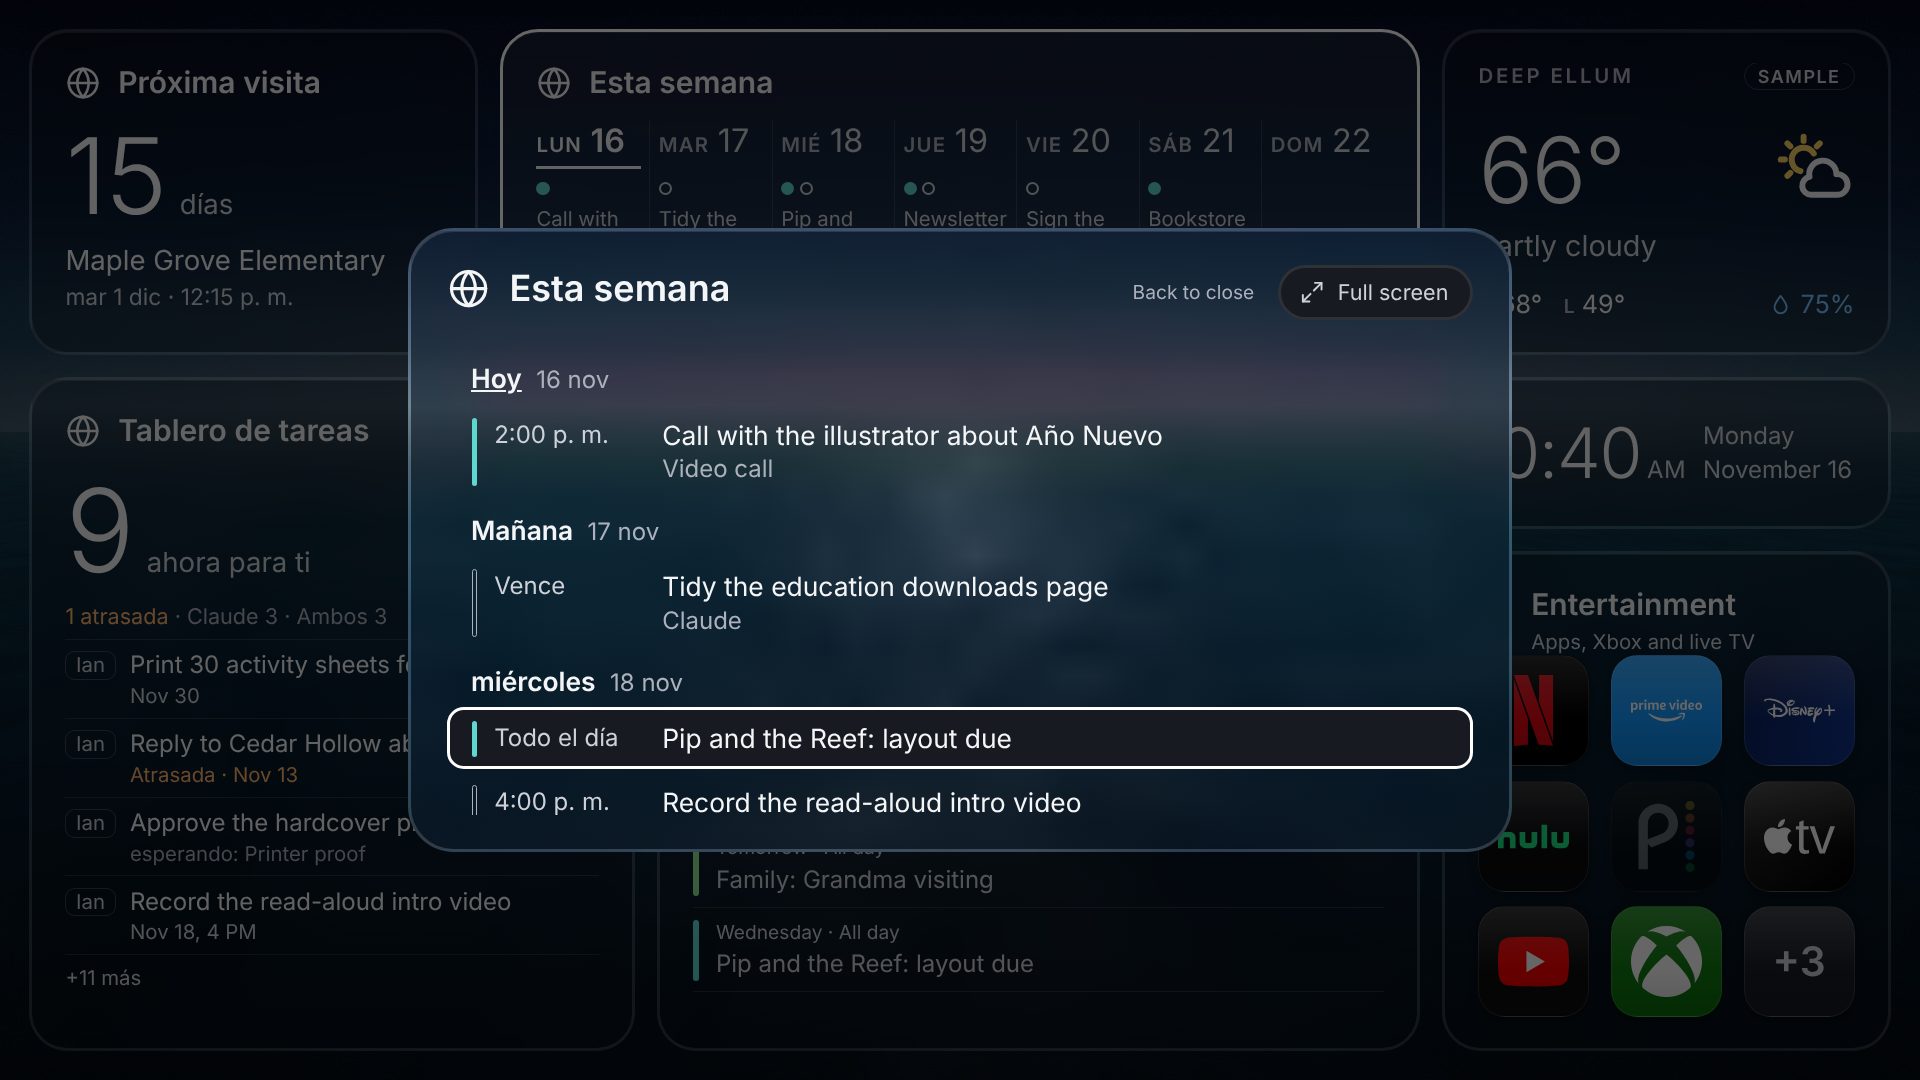 Próxima visita
15 días
Maple Grove Elementary
mar 1 dic · 12:15 p. m.
Esta semana
LUN 16
MAR 17
MIÉ 18
JUE 19
VIE 20
SÁB 21
DOM 22
Call with
Tidy the
Pip and
Newsletter
Sign the
Bookstore
DEEP ELLUM
SAMPLE
66°
artly cloudy
68° L 49°
75%
Esta semana
Back to close
Full screen
Hoy 16 nov
2:00 p. m. Call with the illustrator about Año Nuevo
Video call
Mañana 17 nov
Vence Tidy the education downloads page
Claude
miércoles 18 nov
Todo el día Pip and the Reef: layout due
4:00 p. m. Record the read-aloud intro video
Tablero de tareas
9 ahora para ti
1 atrasada · Claude 3 · Ambos 3
Ian Print 30 activity sheets
Nov 30
Ian Reply to Cedar Hollow
Atrasada · Nov 13
Ian Approve the hardcover
esperando: Printer proof
Ian Record the read-aloud intro video
Nov 18, 4 PM
+11 más
Family: Grandma visiting
Wednesday · All day
Pip and the Reef: layout due
0:40 AM
Monday
November 16
Entertainment
Apps, Xbox and live TV
N
prime video
Disney+
hulu
P
tv
+3